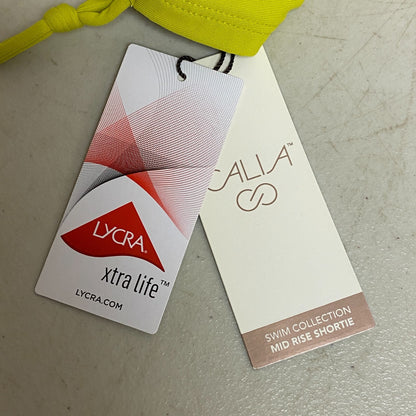 LYCRA.
xtra life™
LYCRA.COM
CALIA™
SWIM COLLECTION
MID RISE SHORTIE